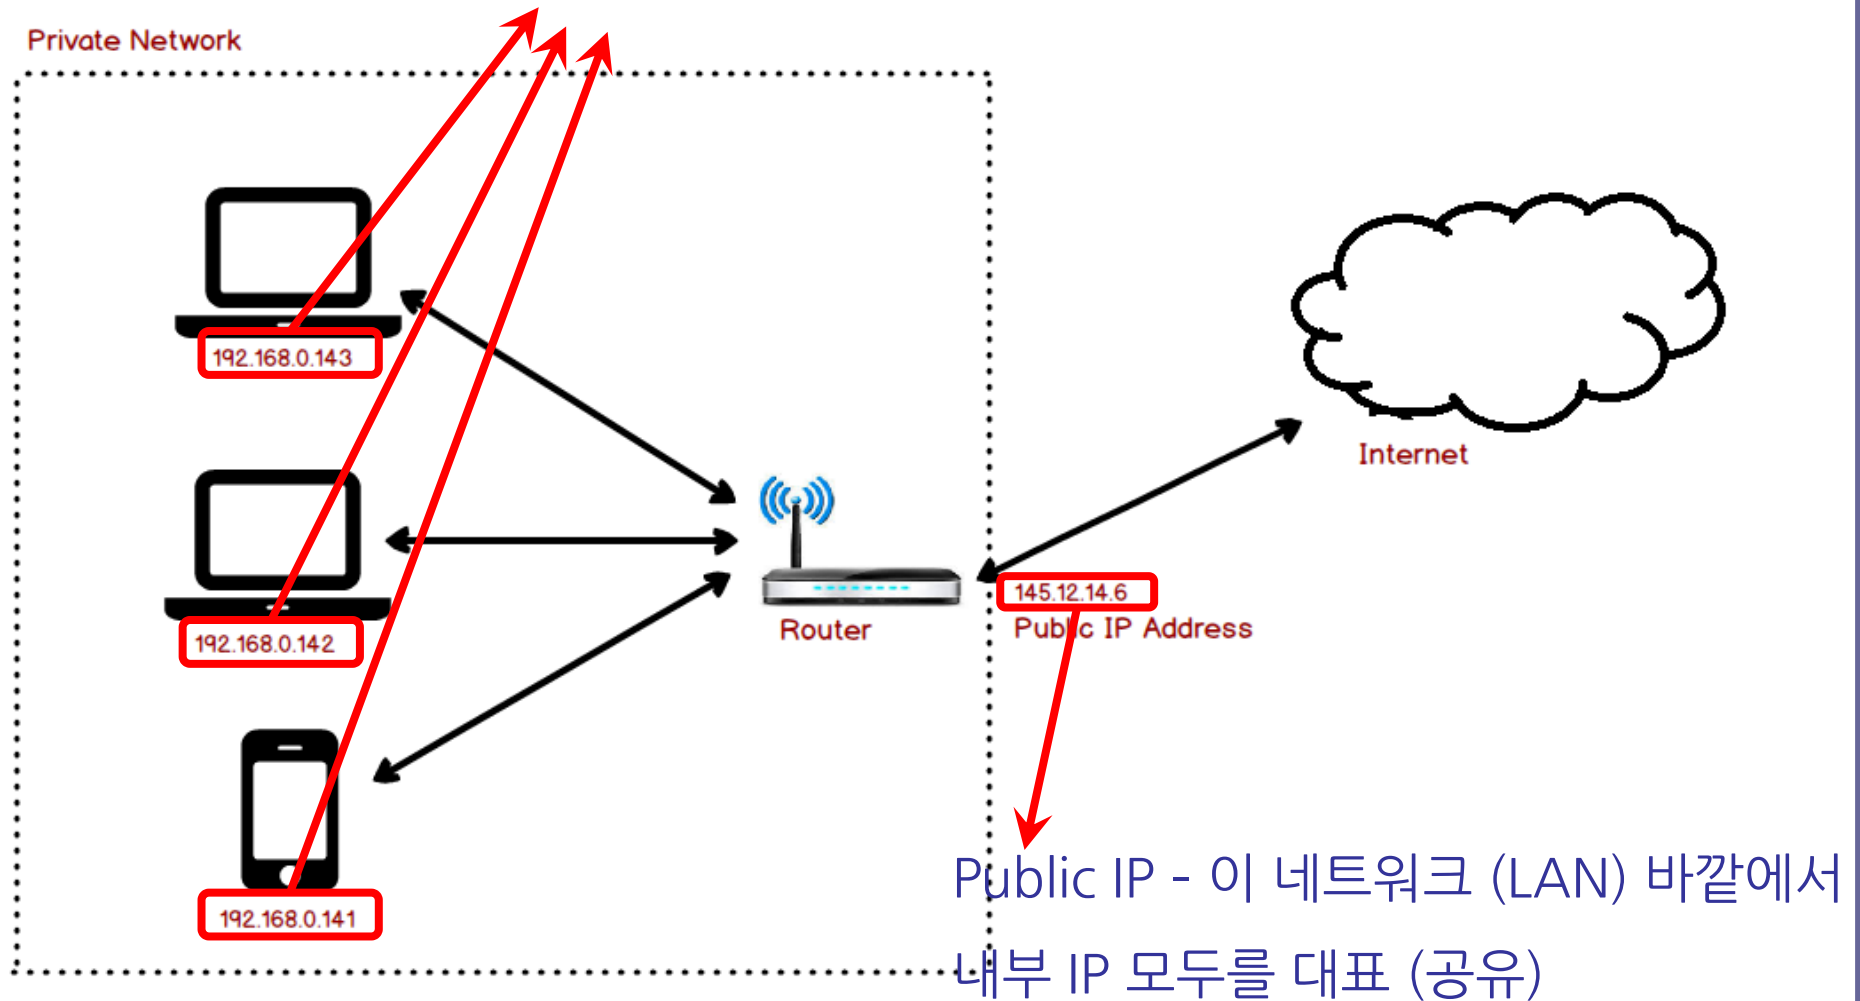 Private Network
192.168.0.143
Internet
145.12.14.6
Public IP Address
Router
192.168.0.142
192.168.0.141
Public IP - 이 네트워크 (LAN) 바깥에서
내부 IP 모두를 대표 (공유)